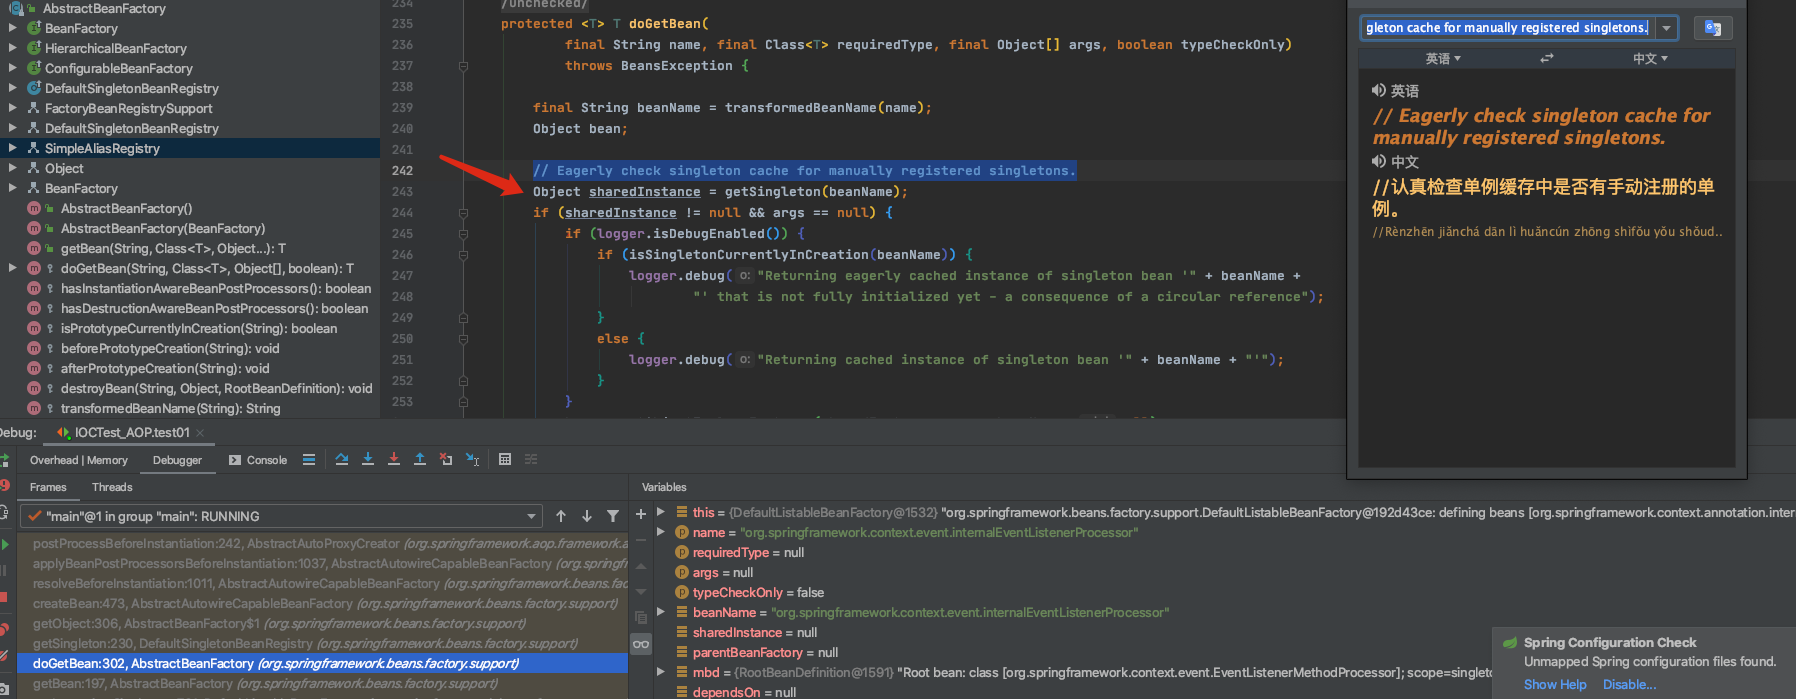 AbstractBeanFactory
BeanFactory
HierarchicalBeanFactory
ConfigurableBeanFactory
DefaultSingletonBeanRegistry
FactoryBeanRegistrySupport
DefaultSingletonBeanRegistry
SimpleAliasRegistry
Object
BeanFactory
AbstractBeanFactory()
AbstractBeanFactory(BeanFactory)
getBean(String, Class<T>, Object...): T
doGetBean(String, Class<T>, Object[], boolean): T
hasInstantiationAwareBeanPostProcessors(): boolean
hasDestructionAwareBeanPostProcessors(): boolean
isPrototypeCurrentlyInCreation(String): boolean
beforePrototypeCreation(String): void
afterPrototypeCreation(String): void
destroyBean(String, Object, RootBeanDefinition): void
transformedBeanName(String): String
234 /unchecked/
235 protected <T> T doGetBean(
236 final String name, final Class<T> requiredType, final Object[] args, boolean typeCheckOnly)
237 throws BeansException {
238
239 final String beanName = transformedBeanName(name);
240 Object bean;
241
242 // Eagerly check singleton cache for manually registered singletons.
243 Object sharedInstance = getSingleton(beanName);
244 if (sharedInstance != null && args == null) {
245 if (logger.isDebugEnabled()) {
246 if (isSingletonCurrentlyInCreation(beanName)) {
247 logger.debug( o: "Returning eagerly cached instance of singleton bean '" + beanName +
248 "' that is not fully initialized yet - a consequence of a circular reference");
249 }
250 else {
251 logger.debug( o: "Returning cached instance of singleton bean '" + beanName + "'");
252 }
253 }
gleton cache for manually registered singletons.
英语 中文
英语
// Eagerly check singleton cache for
manually registered singletons.
中文
//认真检查单例缓存中是否有手动注册的单
例。
//Rènzhēn jiǎnchá dān lì huǎncún zhōng shìfǒu yǒu shǒud..
Debug: IOCTest_AOP.test01
Overhead | Memory Debugger Console
Frames Threads
"main"@1 in group "main": RUNNING
postProcessBeforeInstantiation:242, AbstractAutoProxyCreator (org.springframework.aop.framework.a
applyBeanPostProcessorsBeforeInstantiation:1037, AbstractAutowireCapableBeanFactory (org.springfr
resolveBeforeInstantiation:1011, AbstractAutowireCapableBeanFactory (org.springframework.beans.fac
createBean:473, AbstractAutowireCapableBeanFactory (org.springframework.beans.factory.support)
getObject:306, AbstractBeanFactory$1 (org.springframework.beans.factory.support)
getSingleton:230, DefaultSingletonBeanRegistry (org.springframework.beans.factory.support)
doGetBean:302, AbstractBeanFactory (org.springframework.beans.factory.support)
getBean:197, AbstractBeanFactory (org.springframework.beans.factory.support)
Variables
this = {DefaultListableBeanFactory@1532} "org.springframework.beans.factory.support.DefaultListableBeanFactory@192d43ce: defining beans [org.springframework.context.annotation.inter
name = "org.springframework.context.event.internalEventListenerProcessor"
requiredType = null
args = null
typeCheckOnly = false
beanName = "org.springframework.context.event.internalEventListenerProcessor"
sharedInstance = null
parentBeanFactory = null
mbd = {RootBeanDefinition@1591} "Root bean: class [org.springframework.context.event.EventListenerMethodProcessor]; scope=singleto
dependsOn = null
Spring Configuration Check
Unmapped Spring configuration files found.
Show Help Disable...